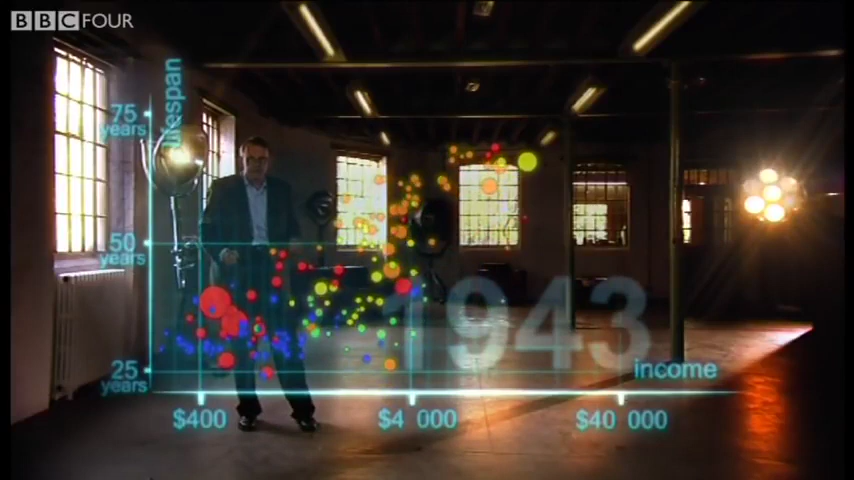 BBC FOUR
lifespan
75
years
50
years
25
years
1943
income
$400
$4 000
$40 000